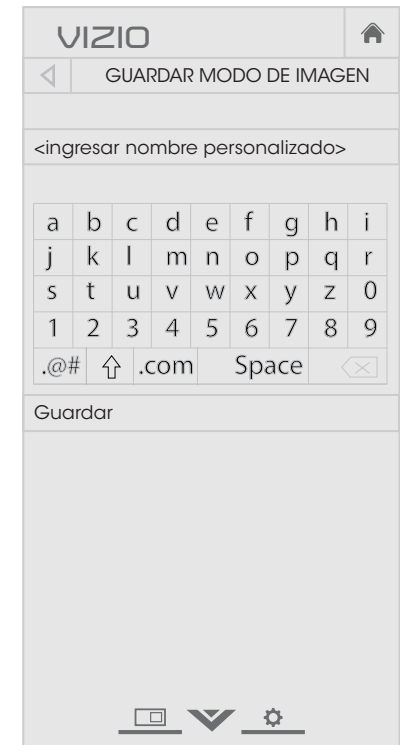 VIZIO
GUARDAR MODO DE IMAGEN
<ingresar nombre personalizado>
a b c d e f g h i
j k l m n o p q r
s t u v w x y z 0
1 2 3 4 5 6 7 8 9
.@# .com Space
Guardar